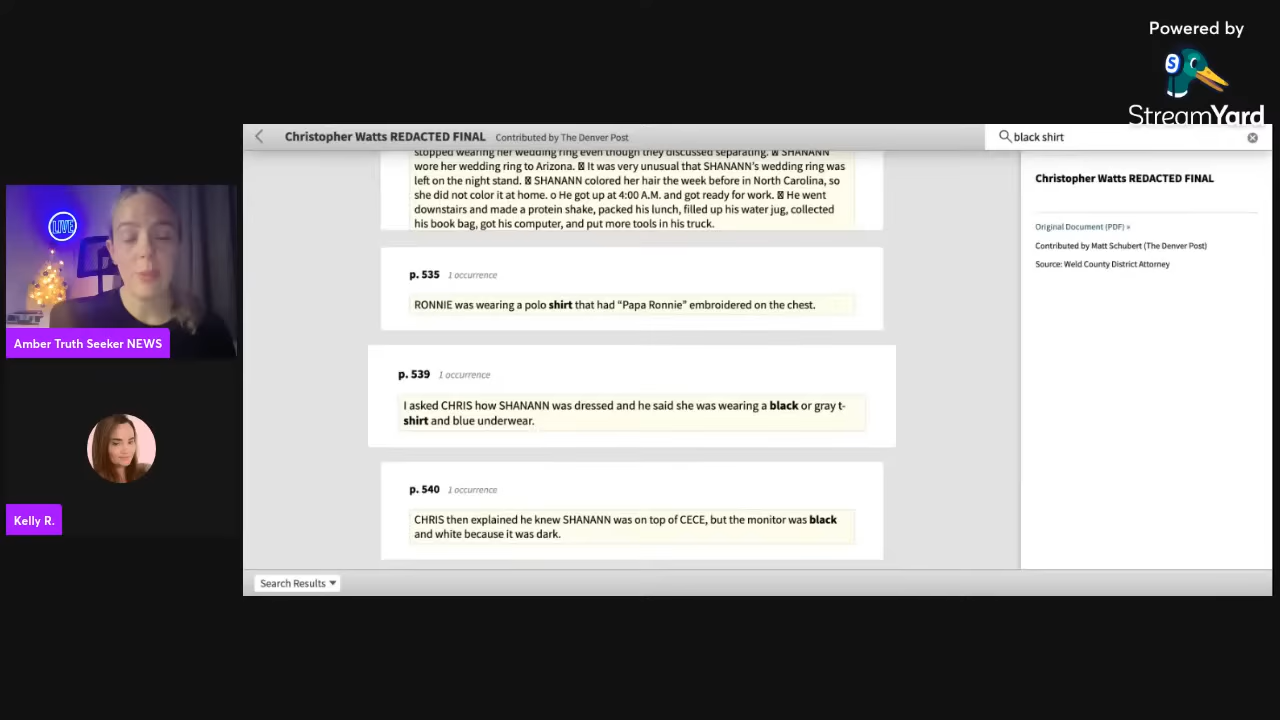 Powered by
S
StreamYard
Christopher Watts REDACTED FINAL Contributed by The Denver Post
black shirt
stopped wearing her wedding ring even though they discussed separating. SHANANN
wore her wedding ring to Arizona. It was very unusual that SHANANN's wedding ring was
left on the night stand. SHANANN colored her hair the week before in North Carolina, so
she did not color it at home. o He got up at 4:00 A.M. and got ready for work. He went
downstairs and made a protein shake, packed his lunch, filled up his water jug, collected
his book bag, got his computer, and put more tools in his truck.
p. 535 1 occurrence
RONNIE was wearing a polo shirt that had “Papa Ronnie” embroidered on the chest.
p. 539 1 occurrence
I asked CHRIS how SHANANN was dressed and he said she was wearing a black or gray t-
shirt and blue underwear.
p. 540 1 occurrence
CHRIS then explained he knew SHANANN was on top of CECE, but the monitor was black
and white because it was dark.
Search Results
Christopher Watts REDACTED FINAL
Original Document (PDF) »
Contributed by Matt Schubert (The Denver Post)
Source: Weld County District Attorney
LIVE
Amber Truth Seeker NEWS
Kelly R.